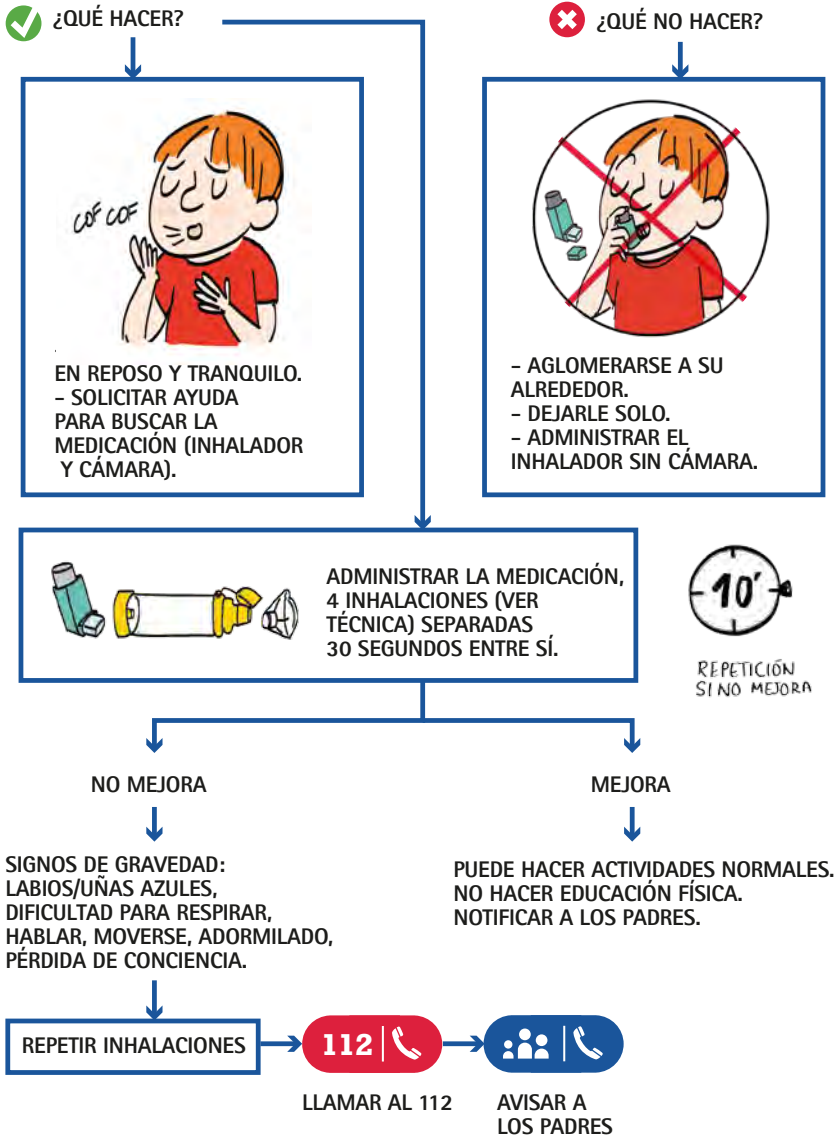 ¿QUÉ HACER?
¿QUÉ NO HACER?
COF COF
EN REPOSO Y TRANQUILO.
- SOLICITAR AYUDA
PARA BUSCAR LA
MEDICACIÓN (INHALADOR
Y CÁMARA).
- AGLOMERARSE A SU
ALREDEDOR.
- DEJARLE SOLO.
- ADMINISTRAR EL
INHALADOR SIN CÁMARA.
ADMINISTRAR LA MEDICACIÓN,
4 INHALACIONES (VER
TÉCNICA) SEPARADAS
30 SEGUNDOS ENTRE SÍ.
10'
REPETICIÓN
SI NO MEJORA
NO MEJORA
MEJORA
SIGNOS DE GRAVEDAD:
LABIOS/UÑAS AZULES,
DIFICULTAD PARA RESPIRAR,
HABLAR, MOVERSE, ADORMILADO,
PÉRDIDA DE CONCIENCIA.
PUEDE HACER ACTIVIDADES NORMALES.
NO HACER EDUCACIÓN FÍSICA.
NOTIFICAR A LOS PADRES.
REPETIR INHALACIONES
112
LLAMAR AL 112
AVISAR A
LOS PADRES